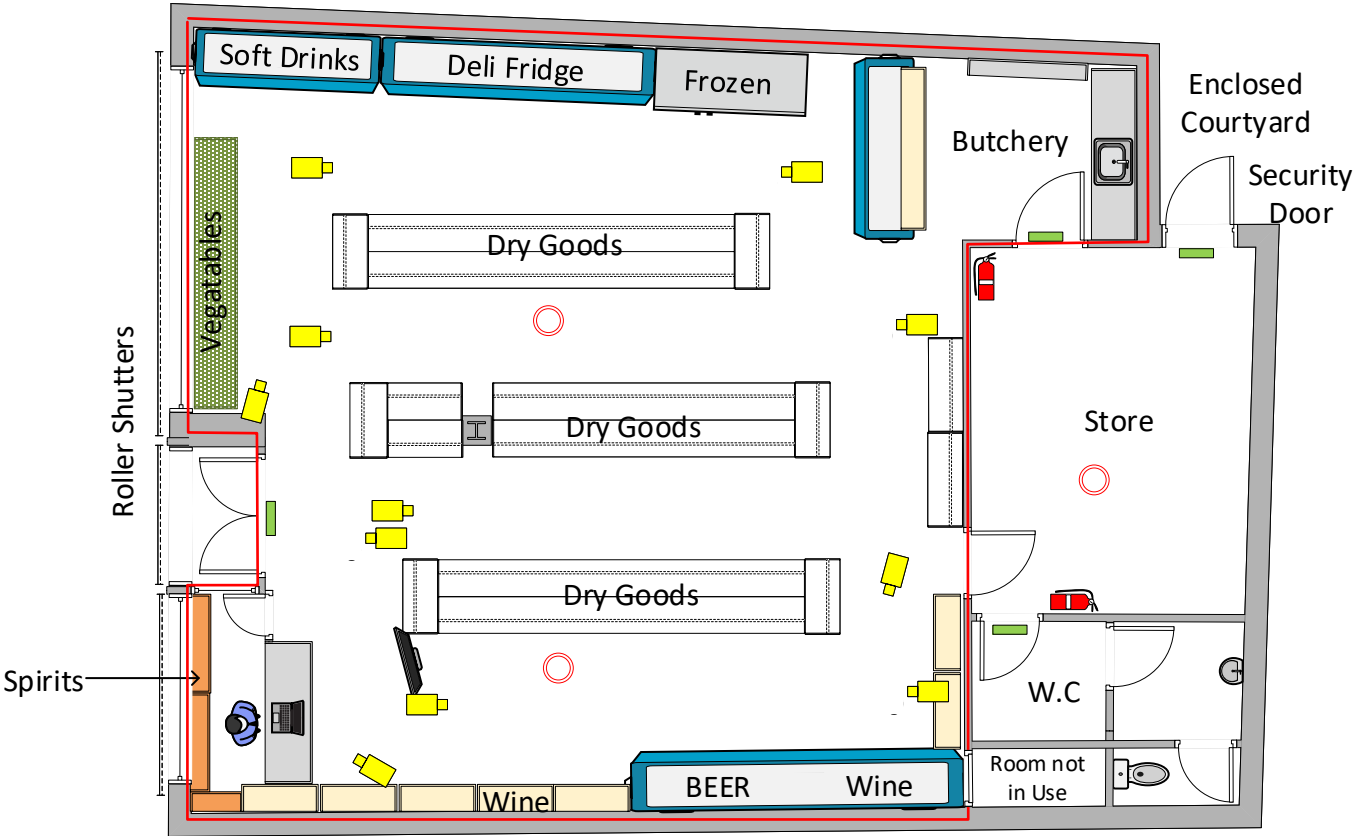 Soft Drinks
Deli Fridge
Frozen
Enclosed
Courtyard
Butchery
Security
Door
Vegatables
Dry Goods
Roller Shutters
Dry Goods
Store
Dry Goods
Spirits
W.C
Room not
in Use
BEER
Wine
Wine